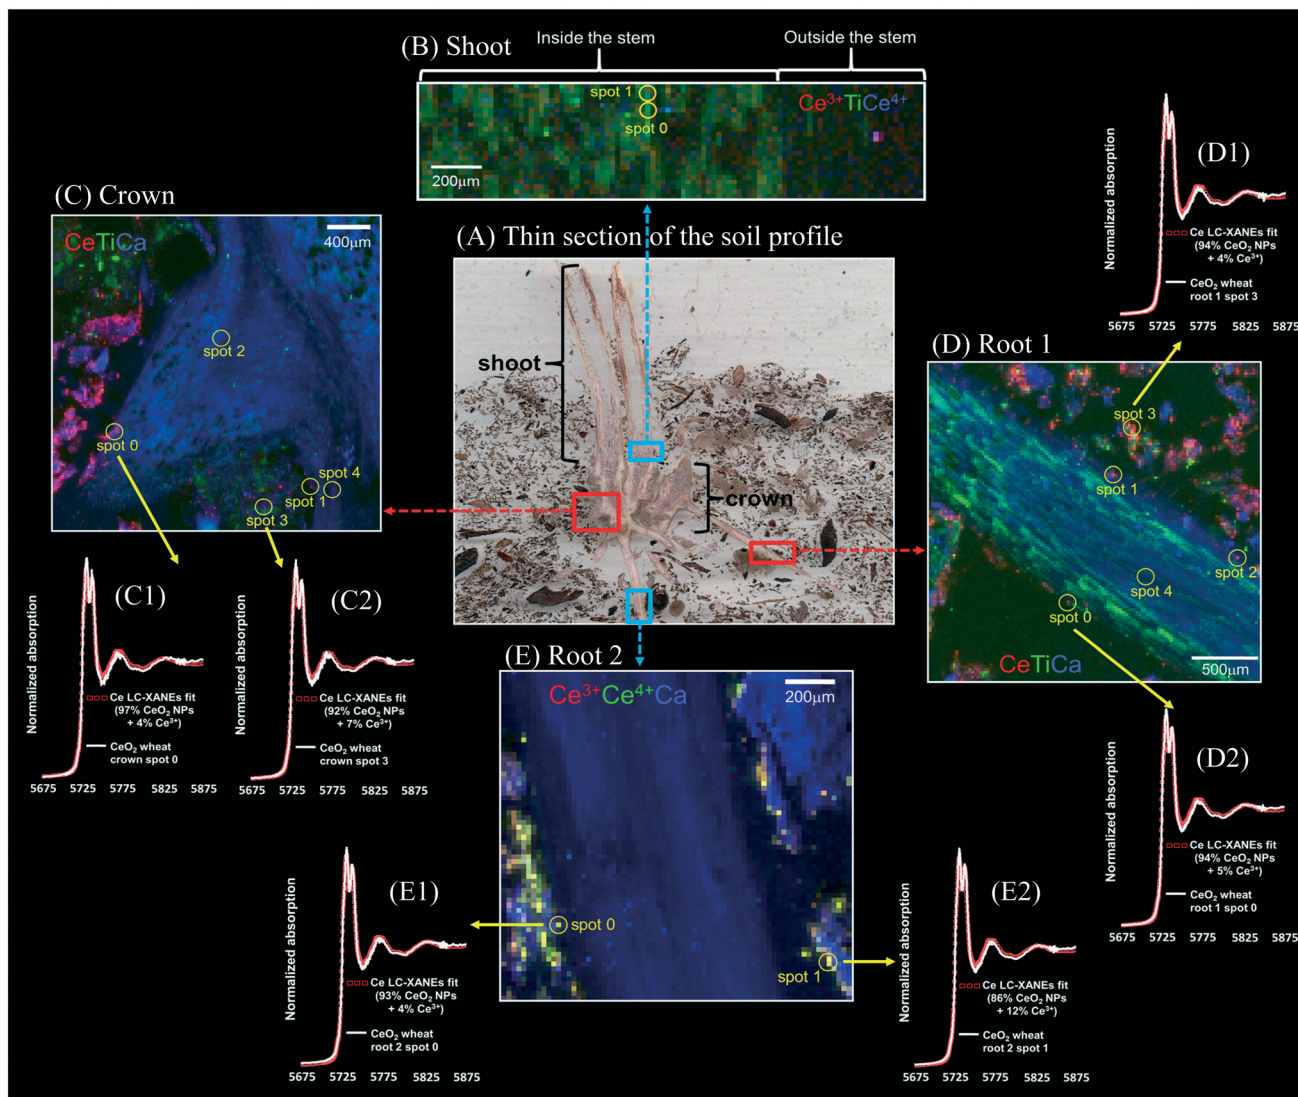 (B) Shoot
Inside the stem
Outside the stem
spot 1
spot 0
Ce³⁺TiCe⁴⁺
200μm
(C) Crown
CeTiCa
400μm
spot 2
spot 0
spot 4
spot 1
spot 3
(A) Thin section of the soil profile
shoot
crown
(D1)
Normalized absorption
Ce LC-XANEs fit
(94% CeO₂ NPs
+ 4% Ce³⁺)
CeO₂ wheat
root 1 spot 3
5675 5725 5775 5825 5875
(D) Root 1
spot 3
spot 1
spot 2
spot 4
spot 0
CeTiCa
500μm
(C1)
Normalized absorption
Ce LC-XANEs fit
(97% CeO₂ NPs
+ 4% Ce³⁺)
CeO₂ wheat
crown spot 0
5675 5725 5775 5825 5875
(C2)
Normalized absorption
Ce LC-XANEs fit
(92% CeO₂ NPs
+ 7% Ce³⁺)
CeO₂ wheat
crown spot 3
5675 5725 5775 5825 5875
(E) Root 2
Ce³⁺Ce⁴⁺Ca
200μm
spot 0
spot 1
(D2)
Normalized absorption
Ce LC-XANEs fit
(94% CeO₂ NPs
+ 5% Ce³⁺)
CeO₂ wheat
root 1 spot 0
5675 5725 5775 5825 5875
(E1)
Normalized absorption
Ce LC-XANEs fit
(93% CeO₂ NPs
+ 4% Ce³⁺)
CeO₂ wheat
root 2 spot 0
5675 5725 5775 5825 5875
(E2)
Normalized absorption
Ce LC-XANEs fit
(86% CeO₂ NPs
+ 12% Ce³⁺)
CeO₂ wheat
root 2 spot 1
5675 5725 5775 5825 5875